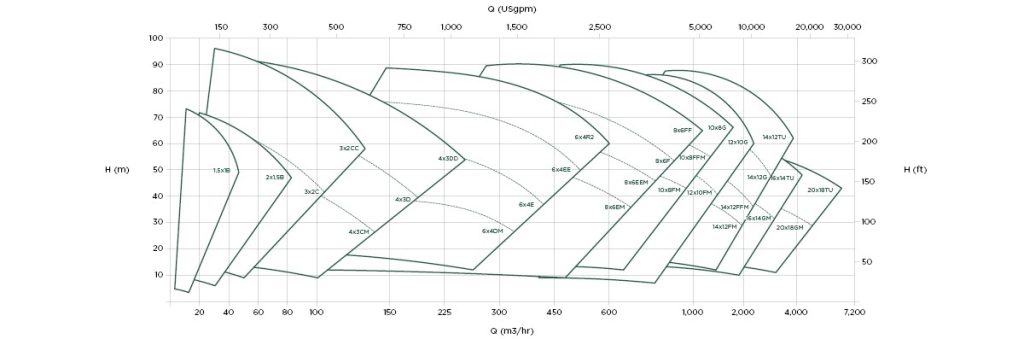 Q (USgpm)
150 300 500 750 1,000 1,500 2,500 5,000 10,000 20,000 30,000
100
90
80
70
60
50
40
30
20
10
H (m)
300
250
200
150
100
50
H (ft)
1.5x1B
2x1.5B
3x2CC
3x2C
4x3CM
4x3DD
4x3D
6x4DM
6x4R2
6x4EE
6x4E
8x6FF
8x6F
8x6EEM
8x6EM
10x8G
10x8FFM
10x8FM
12x10G
12x10FM
14x12TU
14x12G
14x12FFM
14x12FM
16x14TU
16x14GM
20x18TU
20x18GM
20 40 60 80 100 150 225 300 450 600 1,000 2,000 4,000 7,200
Q (m3/hr)